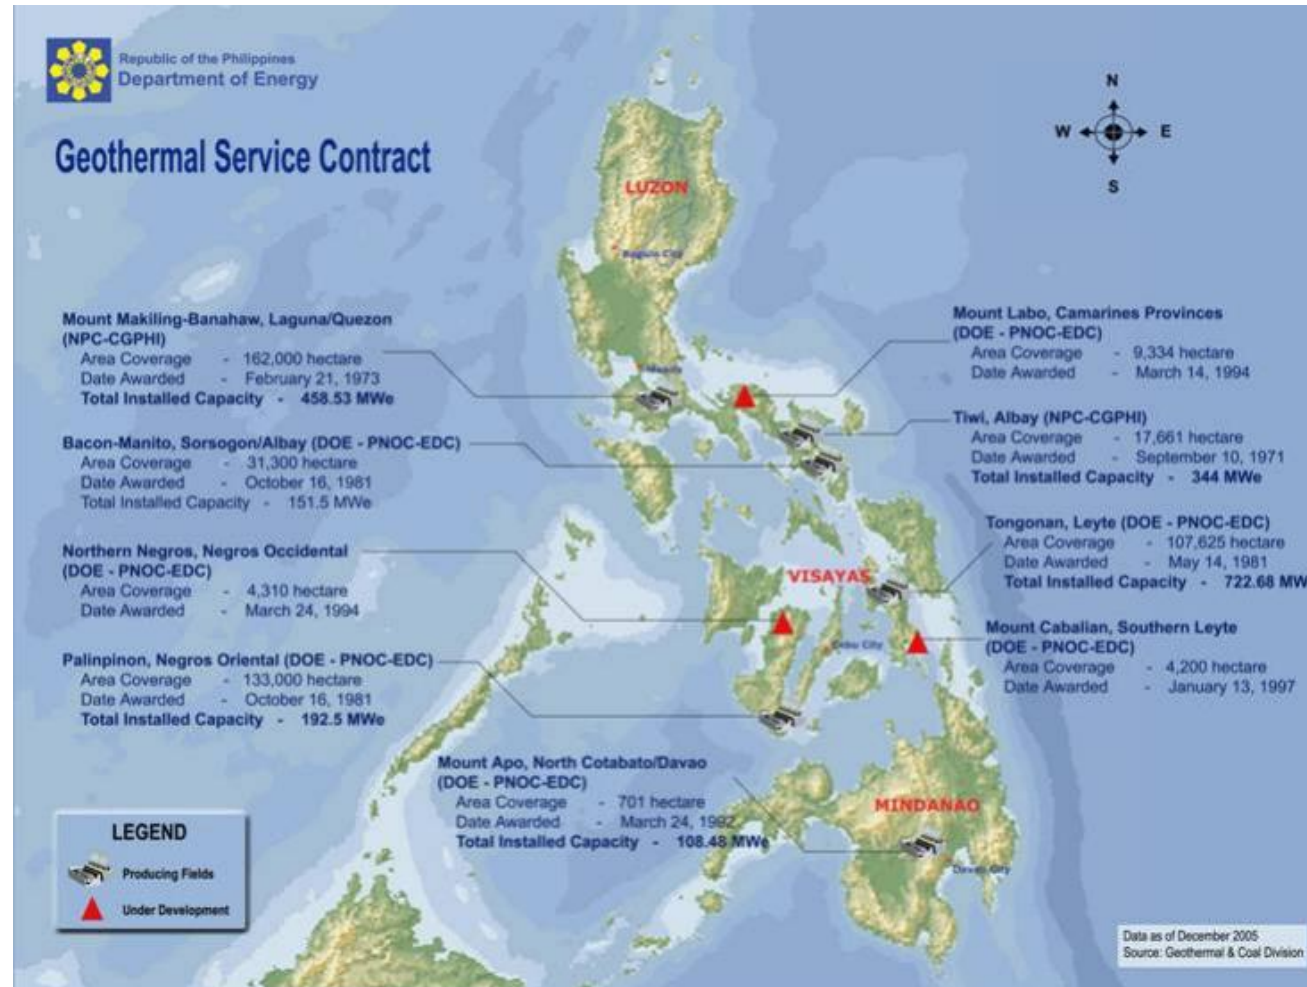 Republic of the Philippines
Department of Energy
Geothermal Service Contract
N
W E
S
LUZON
Baguio City
Mount Makiling-Banahaw, Laguna/Quezon
(NPC-CGPHI)
Area Coverage - 162,000 hectare
Date Awarded - February 21, 1973
Total Installed Capacity - 458.53 MWe
Bacon-Manito, Sorsogon/Albay (DOE - PNOC-EDC)
Area Coverage - 31,300 hectare
Date Awarded - October 16, 1981
Total Installed Capacity - 151.5 MWe
Northern Negros, Negros Occidental
(DOE - PNOC-EDC)
Area Coverage - 4,310 hectare
Date Awarded - March 24, 1994
Palinpinon, Negros Oriental (DOE - PNOC-EDC)
Area Coverage - 133,000 hectare
Date Awarded - October 16, 1981
Total Installed Capacity - 192.5 MWe
Manila
Mount Labo, Camarines Provinces
(DOE - PNOC-EDC)
Area Coverage - 9,334 hectare
Date Awarded - March 14, 1994
Tiwi, Albay (NPC-CGPHI)
Area Coverage - 17,661 hectare
Date Awarded - September 10, 1971
Total Installed Capacity - 344 MWe
Tongonan, Leyte (DOE - PNOC-EDC)
Area Coverage - 107,625 hectare
Date Awarded - May 14, 1981
Total Installed Capacity - 722.68 MW
VISAYAS
Cebu City
Mount Cabalian, Southern Leyte
(DOE - PNOC-EDC)
Area Coverage - 4,200 hectare
Date Awarded - January 13, 1997
Mount Apo, North Cotabato/Davao
(DOE - PNOC-EDC)
Area Coverage - 701 hectare
Date Awarded - March 24, 1992
Total Installed Capacity - 108.48 MWe
MINDANAO
Davao City
LEGEND
Producing Fields
Under Development
Data as of December 2005
Source: Geothermal & Coal Division